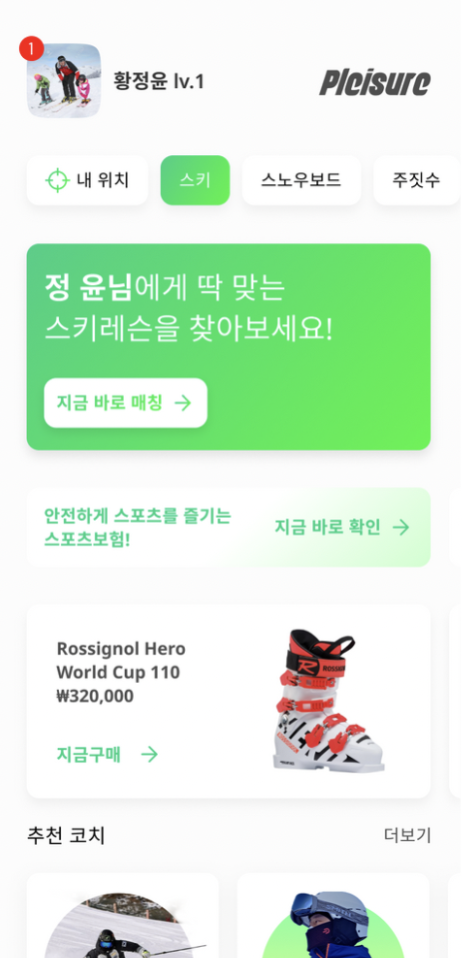 1
황정윤 lv.1
Pleisure
내 위치
스키
스노우보드
주짓수
정 윤님에게 딱 맞는
스키레슨을 찾아보세요!
지금 바로 매칭
안전하게 스포츠를 즐기는
스포츠보험!
지금 바로 확인
Rossignol Hero
World Cup 110
₩320,000
지금구매
추천 코치
더보기